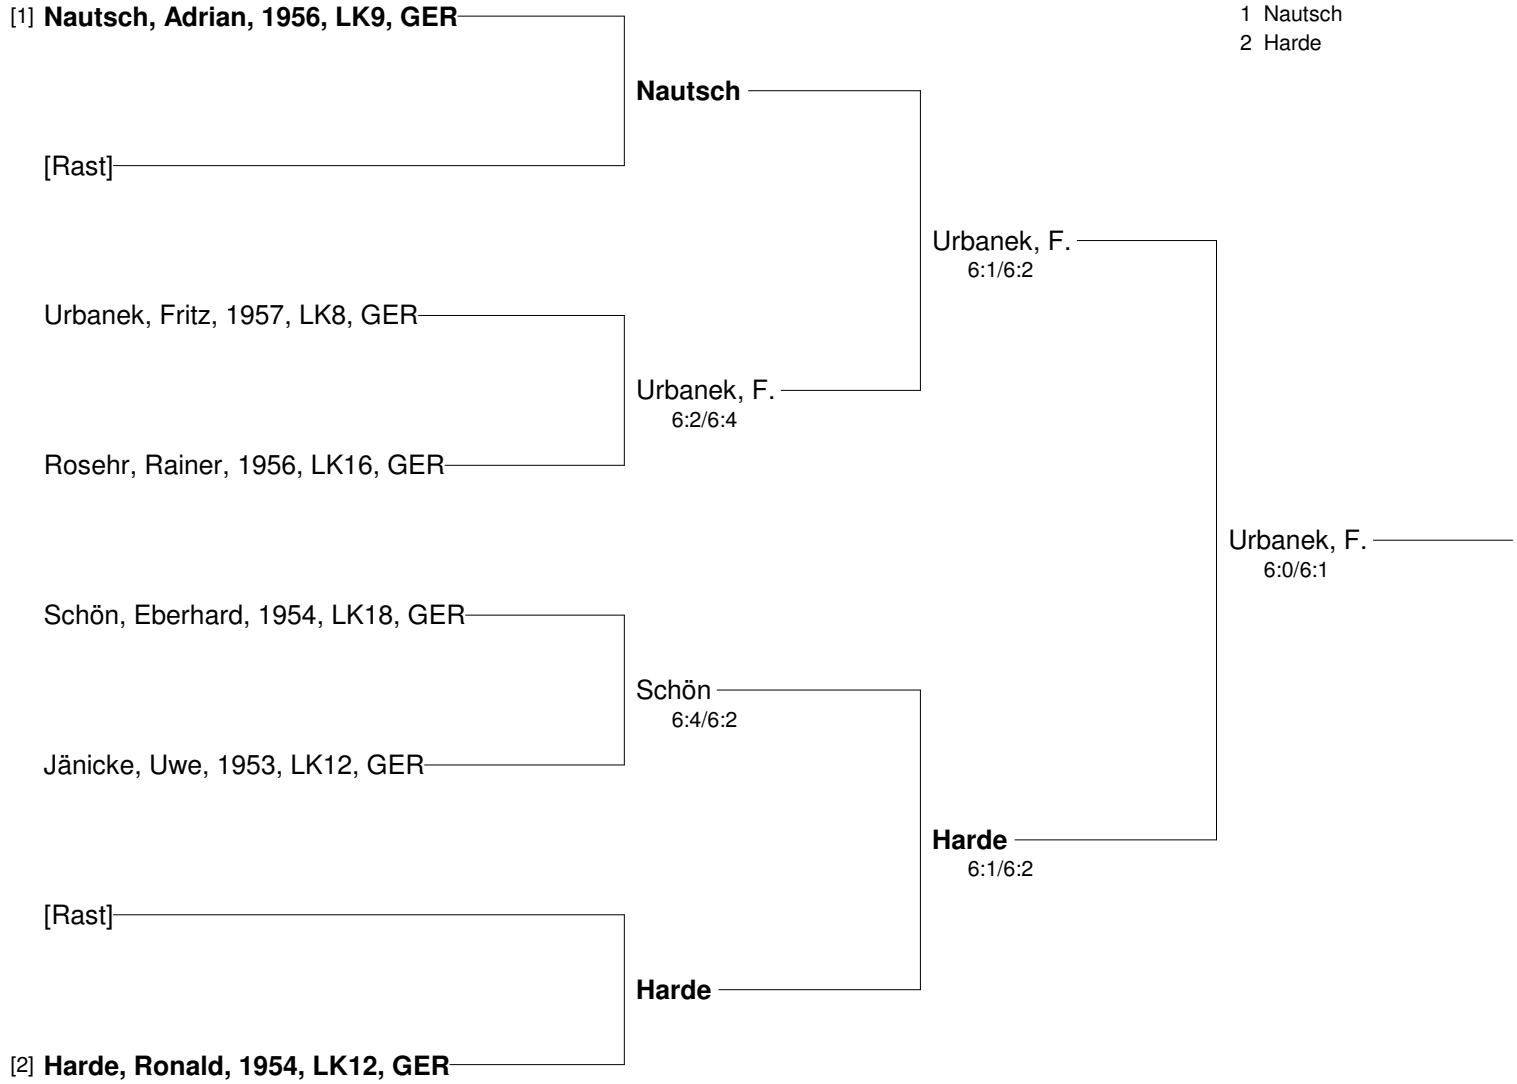 [1] Nautsch, Adrian, 1956, LK9, GER
1 Nautsch
2 Harde
Nautsch
[Rast]
Urbanek, F.
6:1/6:2
Urbanek, Fritz, 1957, LK8, GER
Urbanek, F.
6:2/6:4
Rosehr, Rainer, 1956, LK16, GER
Urbanek, F.
6:0/6:1
Schön, Eberhard, 1954, LK18, GER
Schön
6:4/6:2
Jänicke, Uwe, 1953, LK12, GER
Harde
6:1/6:2
[Rast]
Harde
[2] Harde, Ronald, 1954, LK12, GER